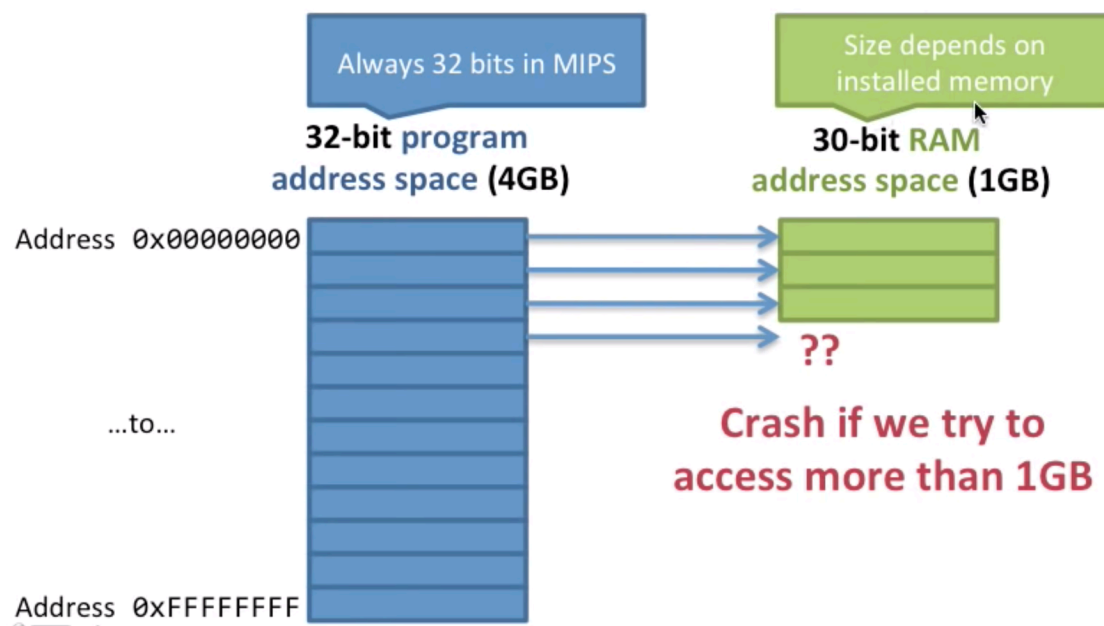 Always 32 bits in MIPS
Size depends on
installed memory
32-bit program
address space (4GB)
30-bit RAM
address space (1GB)
Address 0x00000000
??
…to…
Crash if we try to
access more than 1GB
Address 0xFFFFFFFF